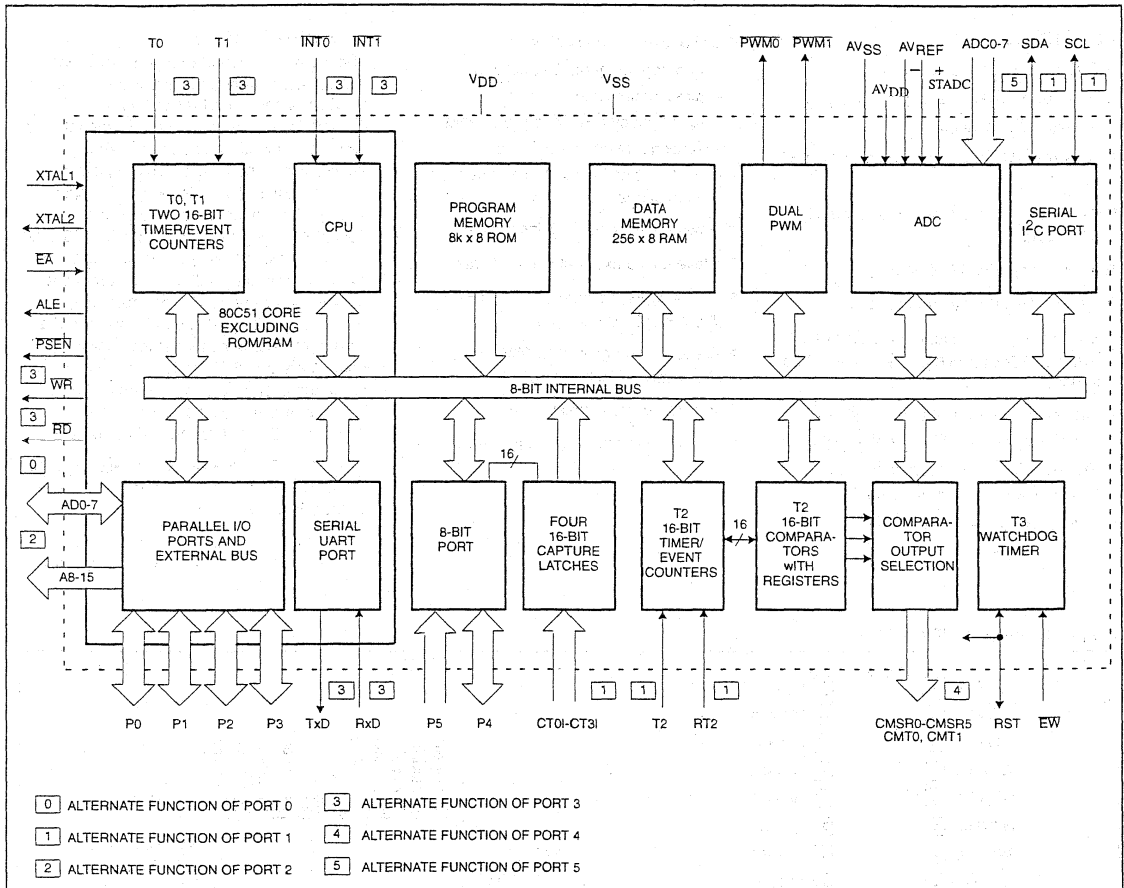 T0 T1 INT0 INT1 PWM0 PWM1 AVSS AVREF ADC0-7 SDA SCL
3 3 3 3 VDD VSS AVDD - + STADC 5 1 1
XTAL1
XTAL2
EA
ALE
PSEN
3
WR
3
RD
0
AD0-7
2
A8-15
T0, T1
TWO 16-BIT
TIMER/EVENT
COUNTERS
CPU
PROGRAM
MEMORY
8k x 8 ROM
DATA
MEMORY
256 x 8 RAM
DUAL
PWM
ADC
SERIAL
I2C PORT
80C51 CORE
EXCLUDING
ROM/RAM
8-BIT INTERNAL BUS
PARALLEL I/O
PORTS AND
EXTERNAL BUS
SERIAL
UART
PORT
8-BIT
PORT
16
FOUR
16-BIT
CAPTURE
LATCHES
T2
16-BIT
TIMER/
EVENT
COUNTERS
16
T2
16-BIT
COMPARA-
TORS
wITH
REGISTERS
COMPARA-
TOR
OUTPUT
SELECTION
T3
WATCHDOG
TIMER
3 3 1 1 1 4
P0 P1 P2 P3 TxD RxD P5 P4 CT0I-CT3I T2 RT2 CMSR0-CMSR5
CMT0, CMT1
RST EW
0 ALTERNATE FUNCTION OF PORT 0
1 ALTERNATE FUNCTION OF PORT 1
2 ALTERNATE FUNCTION OF PORT 2
3 ALTERNATE FUNCTION OF PORT 3
4 ALTERNATE FUNCTION OF PORT 4
5 ALTERNATE FUNCTION OF PORT 5